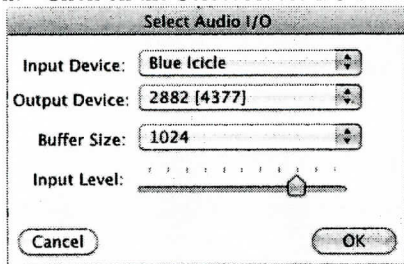 Select Audio I/O
Input Device: Blue Icicle
Output Device: 2882 [4377]
Buffer Size: 1024
Input Level:
Cancel OK